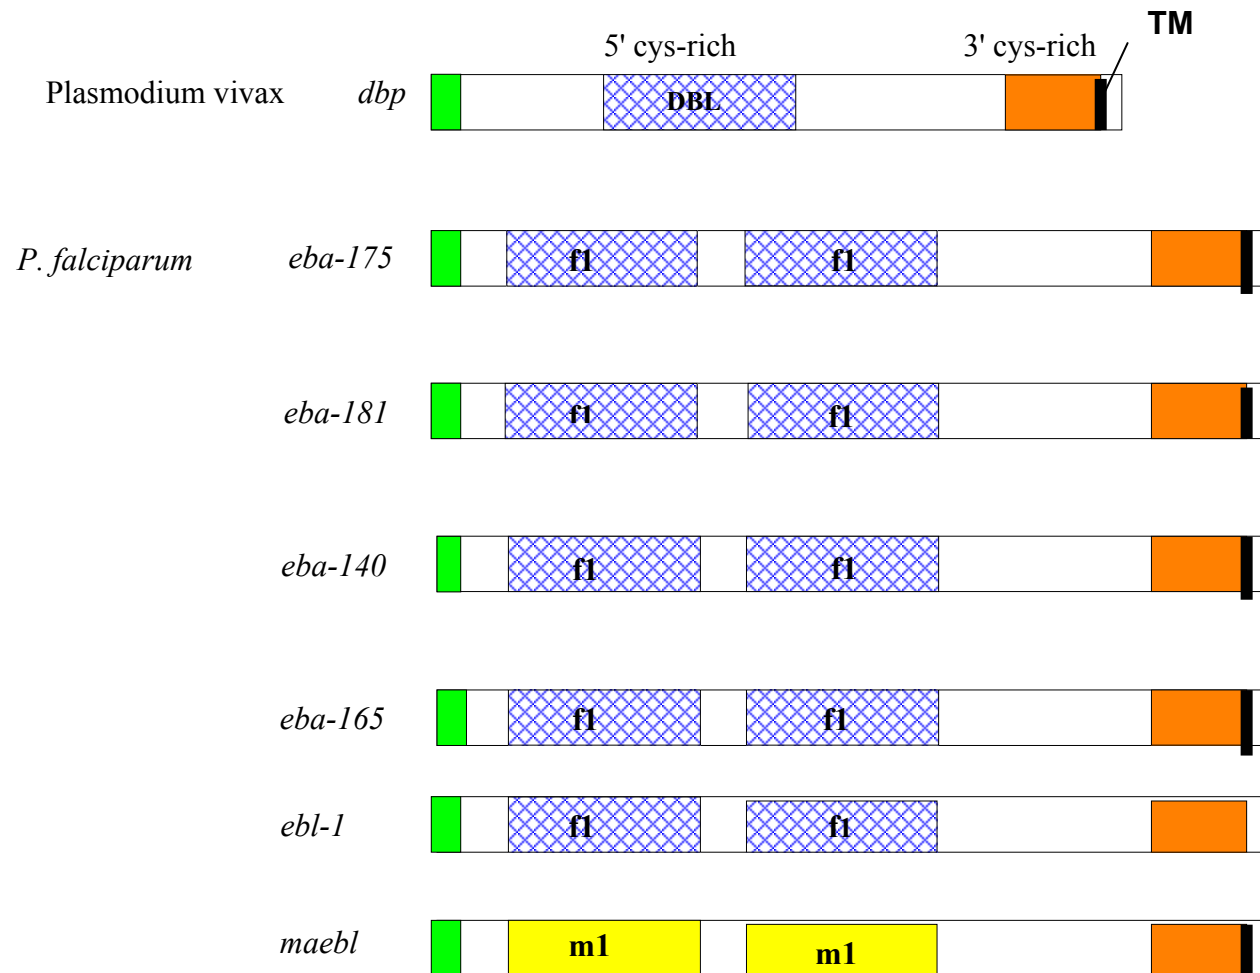 TM
5' cys-rich 3' cys-rich
Plasmodium vivax dbp DBL
P. falciparum eba-175 f1 f1
eba-181 f1 f1
eba-140 f1 f1
eba-165 f1 f1
ebl-1 f1 f1
maebl m1 m1